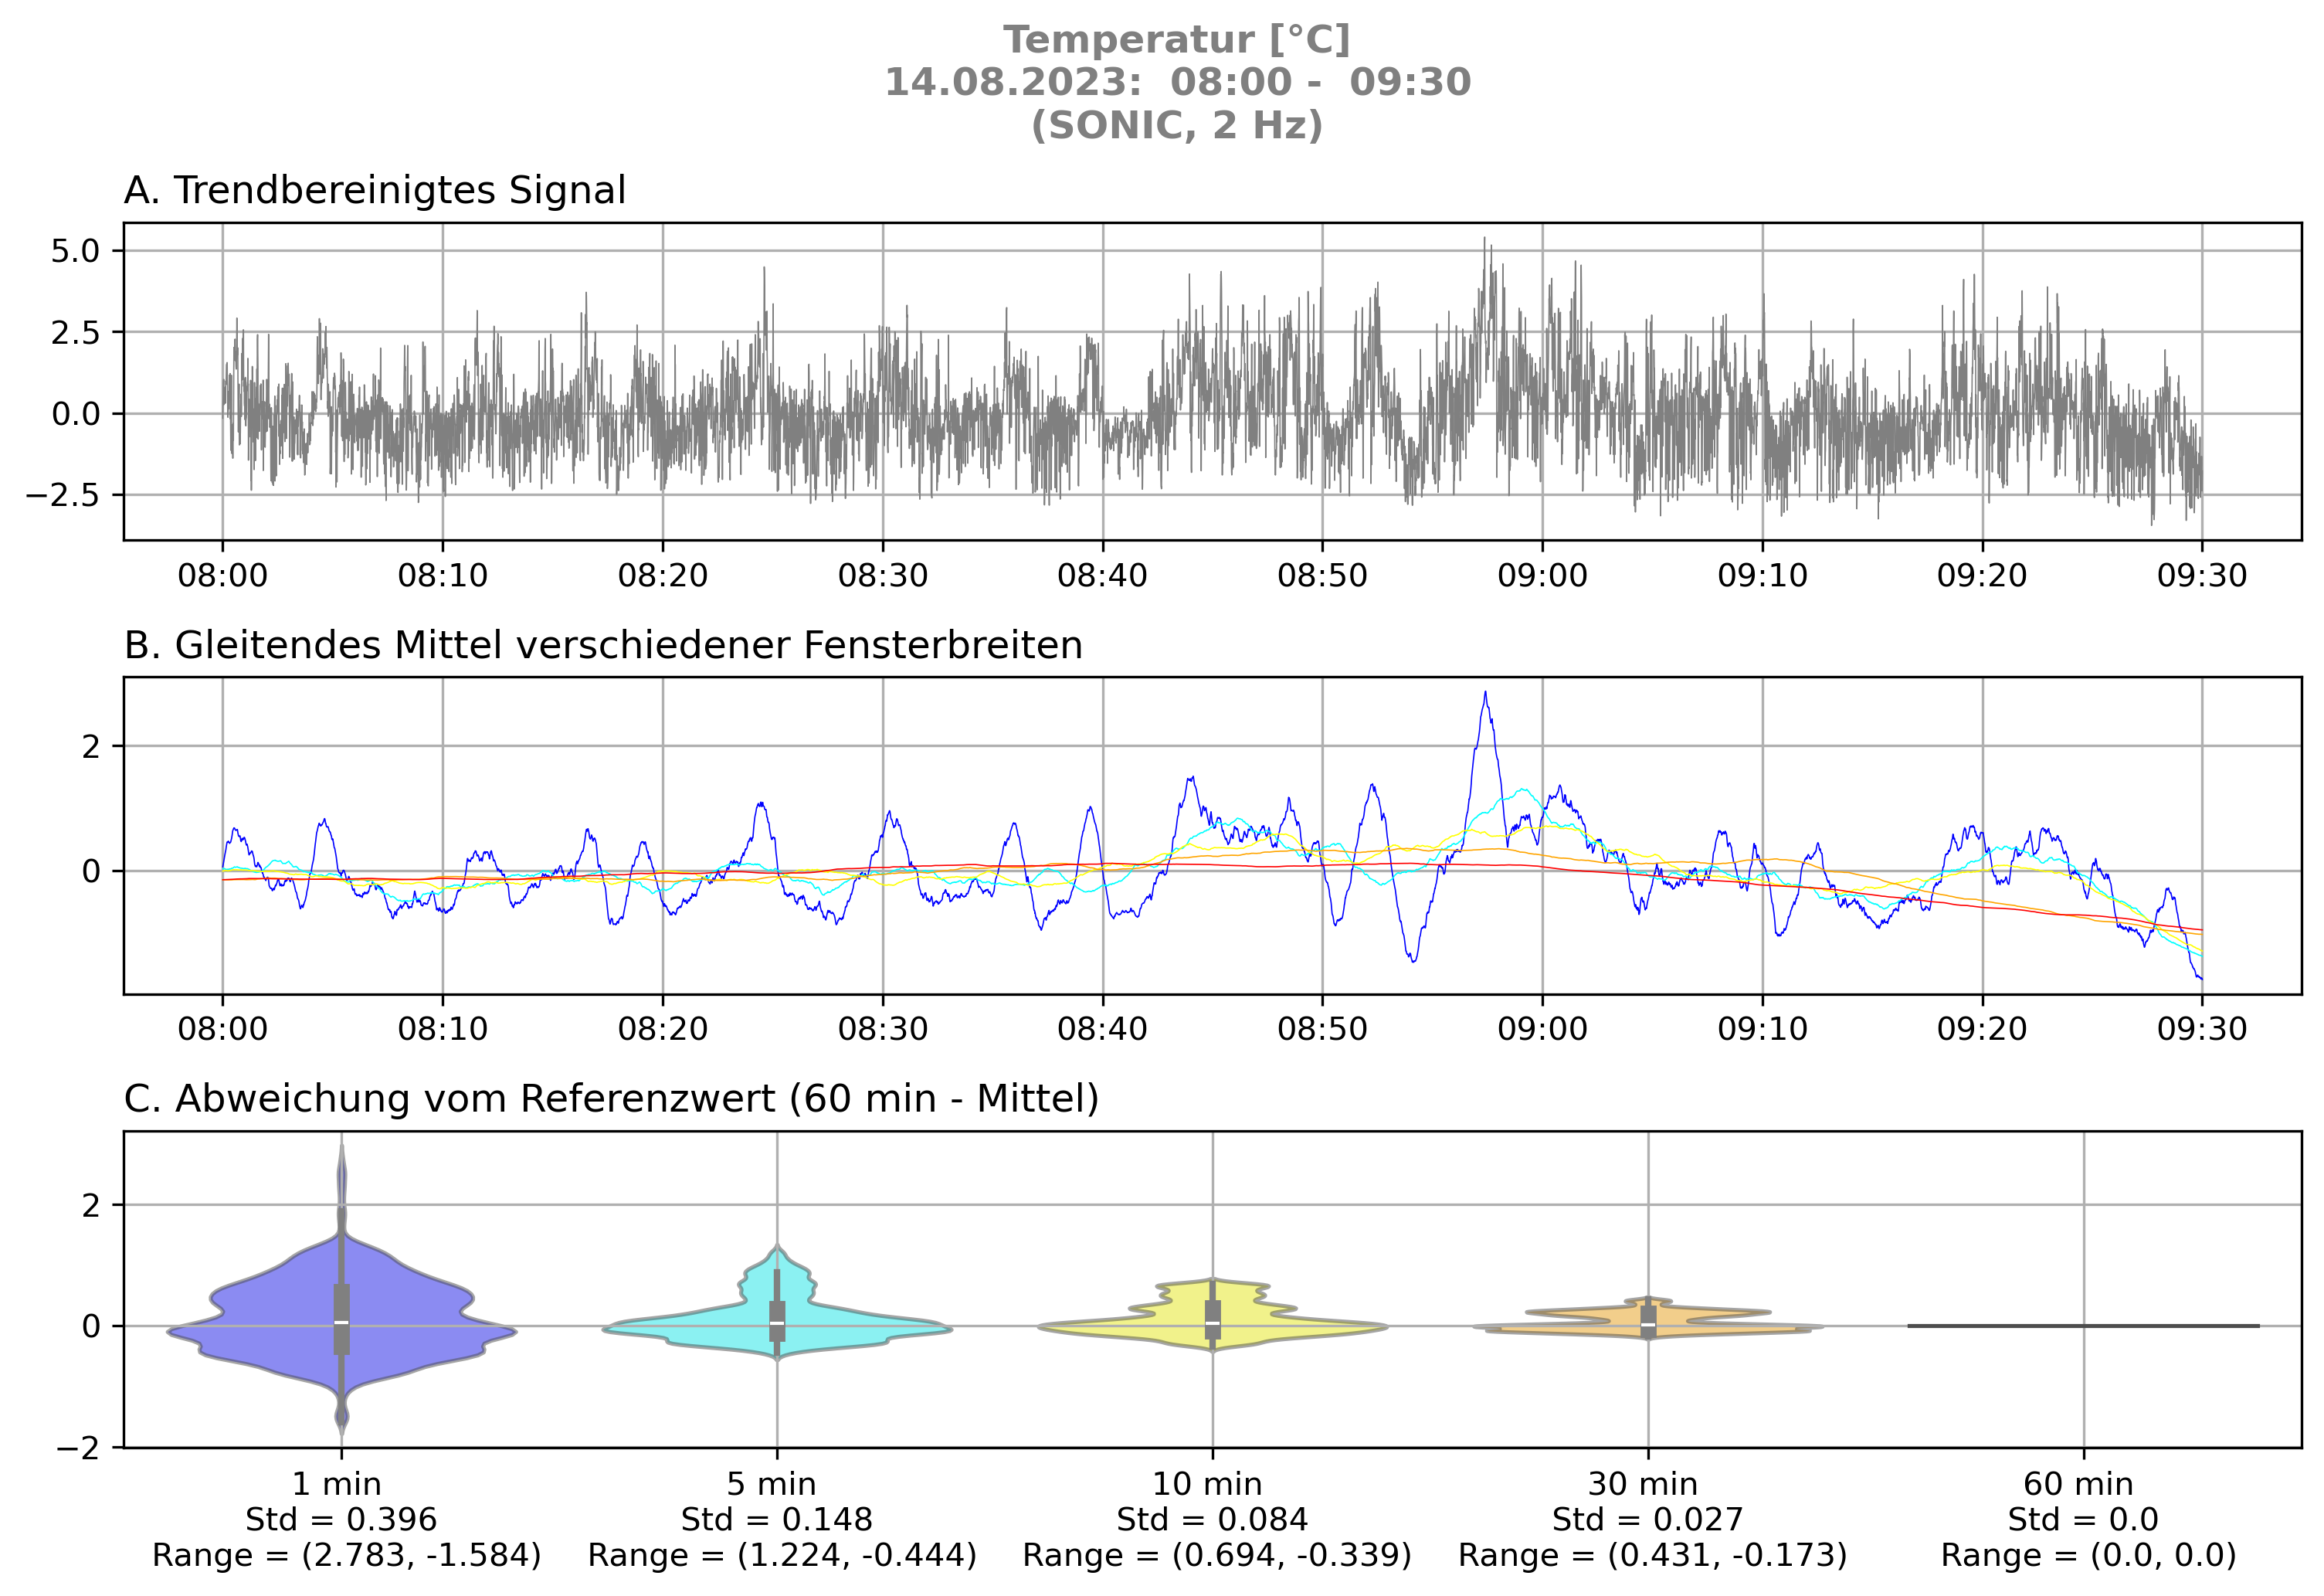 Temperatur [°C]
14.08.2023:  08:00 -  09:30
(SONIC, 2 Hz)
A. Trendbereinigtes Signal
5.0
2.5
0.0
−2.5
08:00 08:10 08:20 08:30 08:40 08:50 09:00 09:10 09:20 09:30
B. Gleitendes Mittel verschiedener Fensterbreiten
2
0
08:00 08:10 08:20 08:30 08:40 08:50 09:00 09:10 09:20 09:30
C. Abweichung vom Referenzwert (60 min - Mittel)
2
0
−2
1 min 5 min 10 min 30 min 60 min
Std = 0.396 Std = 0.148 Std = 0.084 Std = 0.027 Std = 0.0
Range = (2.783, -1.584) Range = (1.224, -0.444) Range = (0.694, -0.339) Range = (0.431, -0.173) Range = (0.0, 0.0)